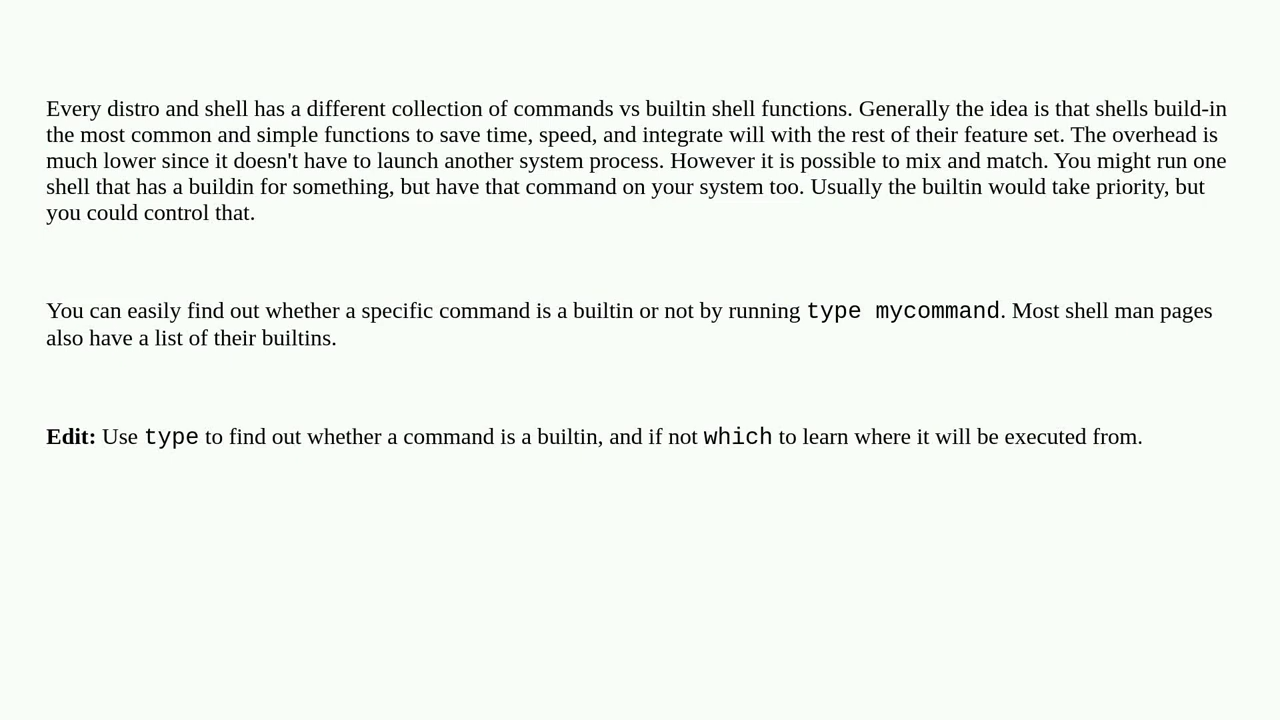 Every distro and shell has a different collection of commands vs builtin shell functions. Generally the idea is that shells build-in
the most common and simple functions to save time, speed, and integrate will with the rest of their feature set. The overhead is
much lower since it doesn't have to launch another system process. However it is possible to mix and match. You might run one
shell that has a buildin for something, but have that command on your system too. Usually the builtin would take priority, but
you could control that.
You can easily find out whether a specific command is a builtin or not by running type mycommand. Most shell man pages
also have a list of their builtins.
Edit: Use type to find out whether a command is a builtin, and if not which to learn where it will be executed from.